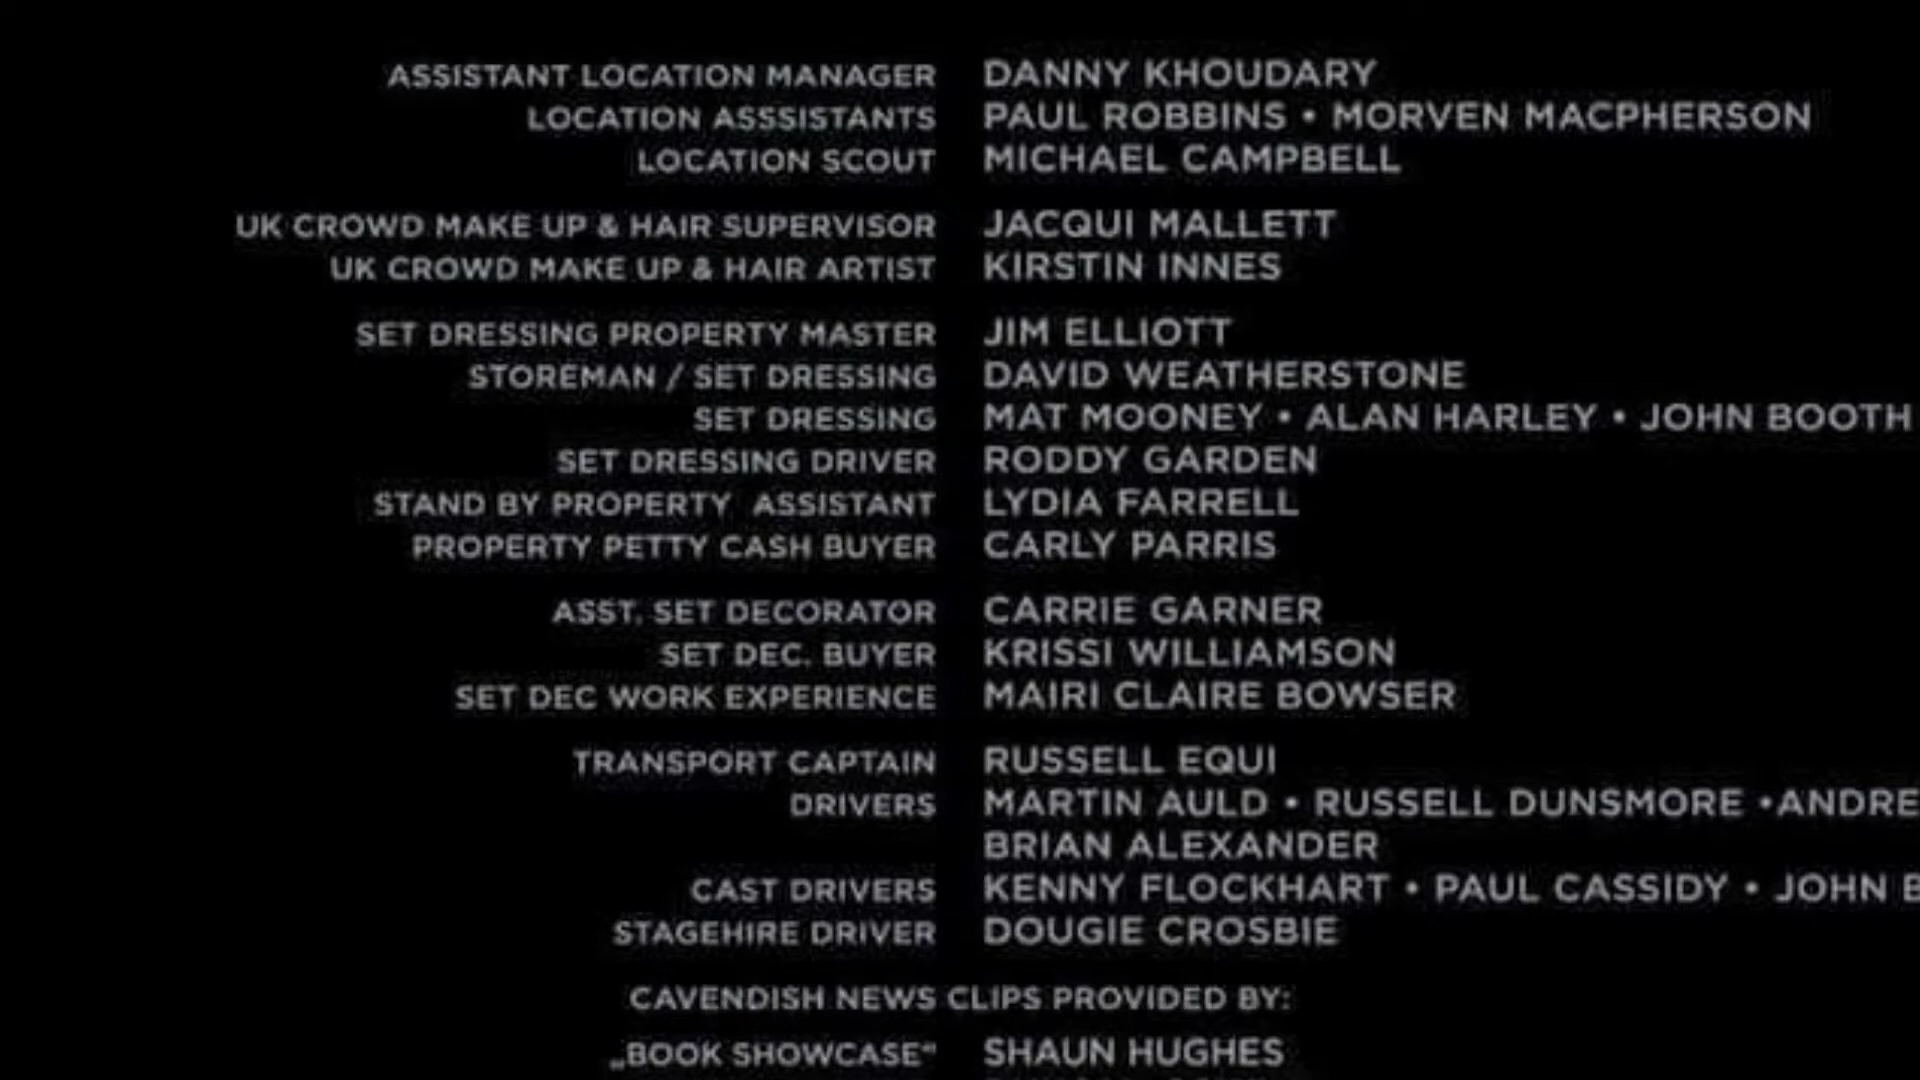 ASSISTANT LOCATION MANAGER DANNY KHOUDARY
LOCATION ASSSISTANTS PAUL ROBBINS • MORVEN MACPHERSON
LOCATION SCOUT MICHAEL CAMPBELL
UK CROWD MAKE UP & HAIR SUPERVISOR JACQUI MALLETT
UK CROWD MAKE UP & HAIR ARTIST KIRSTIN INNES
SET DRESSING PROPERTY MASTER JIM ELLIOTT
STOREMAN / SET DRESSING DAVID WEATHERSTONE
SET DRESSING MAT MOONEY • ALAN HARLEY • JOHN BOOTH
SET DRESSING DRIVER RODDY GARDEN
STAND BY PROPERTY ASSISTANT LYDIA FARRELL
PROPERTY PETTY CASH BUYER CARLY PARRIS
ASST. SET DECORATOR CARRIE GARNER
SET DEC. BUYER KRISSI WILLIAMSON
SET DEC WORK EXPERIENCE MAIRI CLAIRE BOWSER
TRANSPORT CAPTAIN RUSSELL EQUI
DRIVERS MARTIN AULD • RUSSELL DUNSMORE •ANDRE
BRIAN ALEXANDER
CAST DRIVERS KENNY FLOCKHART • PAUL CASSIDY • JOHN B
STAGEHIRE DRIVER DOUGIE CROSBIE
CAVENDISH NEWS CLIPS PROVIDED BY:
„BOOK SHOWCASE“ SHAUN HUGHES